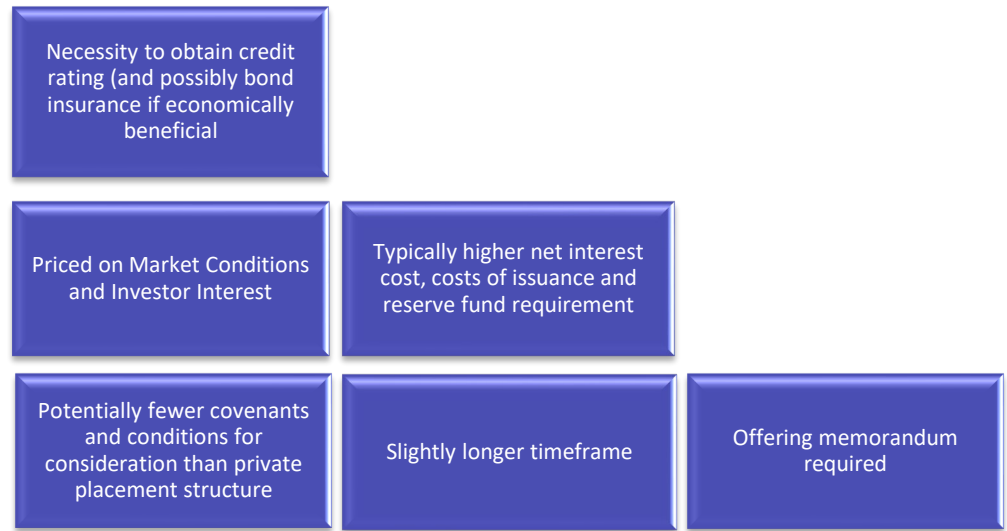 Necessity to obtain credit
rating (and possibly bond
insurance if economically
beneficial
Priced on Market Conditions
and Investor Interest
Typically higher net interest
cost, costs of issuance and
reserve fund requirement
Potentially fewer covenants
and conditions for
consideration than private
placement structure
Slightly longer timeframe
Offering memorandum
required